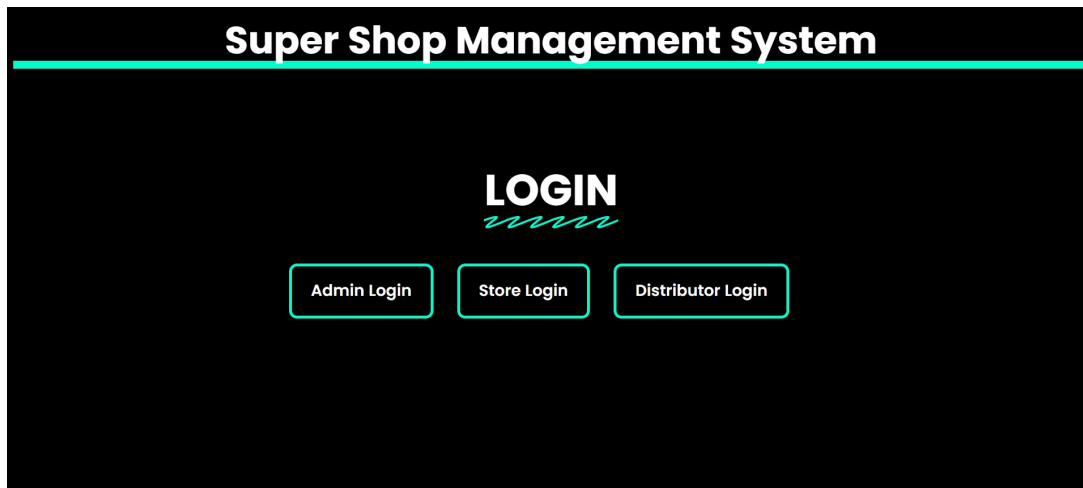 Super Shop Management System
LOGIN
Admin Login
Store Login
Distributor Login